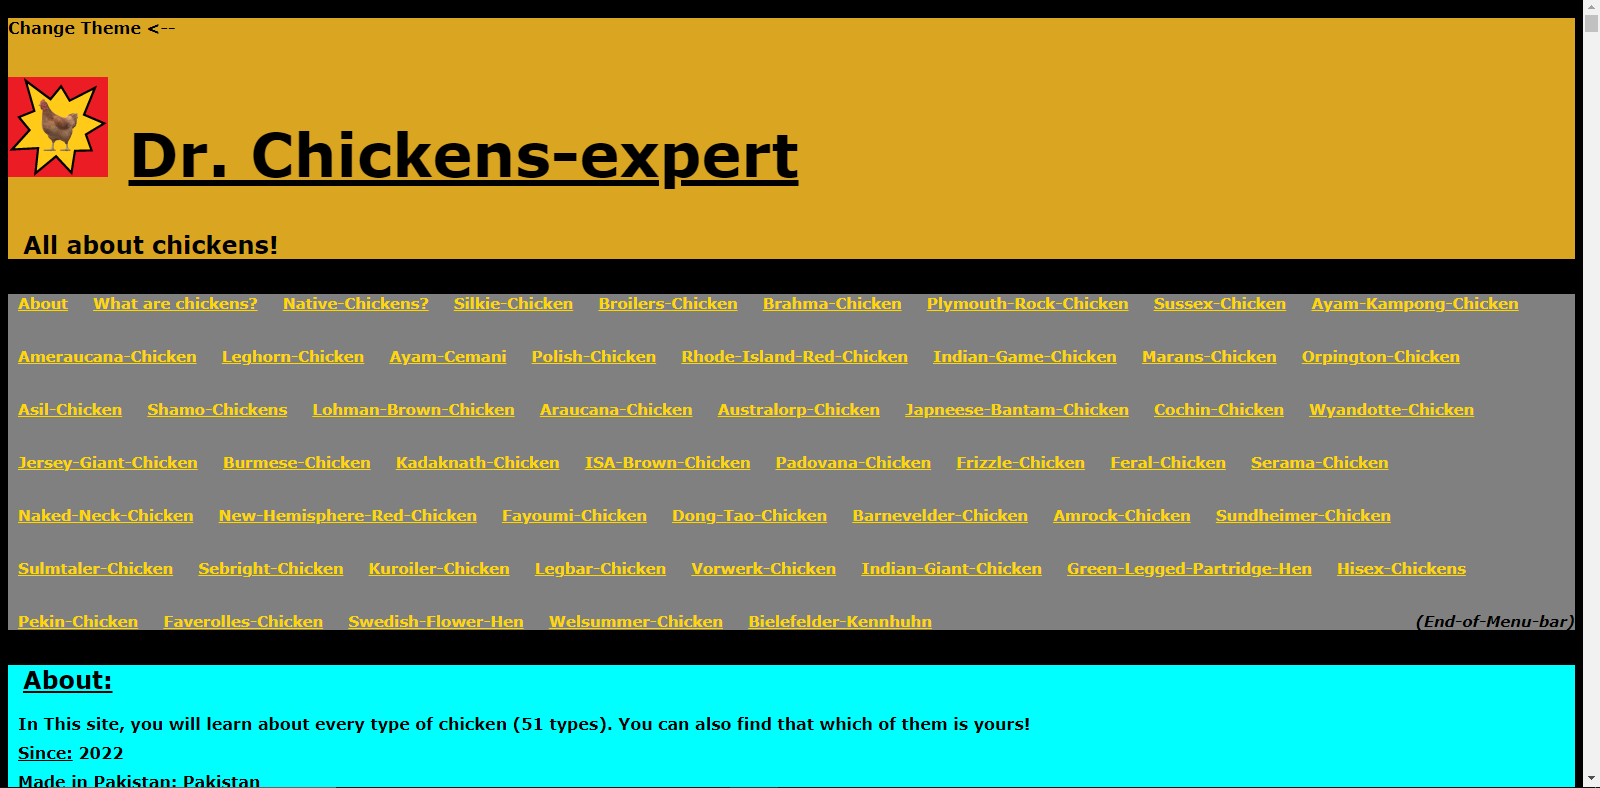 Change Theme <--
Dr. Chickens-expert
All about chickens!
About What are chickens? Native-Chickens? Silkie-Chicken Broilers-Chicken Brahma-Chicken Plymouth-Rock-Chicken Sussex-Chicken Ayam-Kampong-Chicken
Ameraucana-Chicken Leghorn-Chicken Ayam-Cemani Polish-Chicken Rhode-Island-Red-Chicken Indian-Game-Chicken Marans-Chicken Orpington-Chicken
Asil-Chicken Shamo-Chickens Lohman-Brown-Chicken Araucana-Chicken Australorp-Chicken Japneese-Bantam-Chicken Cochin-Chicken Wyandotte-Chicken
Jersey-Giant-Chicken Burmese-Chicken Kadaknath-Chicken ISA-Brown-Chicken Padovana-Chicken Frizzle-Chicken Feral-Chicken Serama-Chicken
Naked-Neck-Chicken New-Hemisphere-Red-Chicken Fayoumi-Chicken Dong-Tao-Chicken Barnevelder-Chicken Amrock-Chicken Sundheimer-Chicken
Sulmtaler-Chicken Sebright-Chicken Kuroiler-Chicken Legbar-Chicken Vorwerk-Chicken Indian-Giant-Chicken Green-Legged-Partridge-Hen Hisex-Chickens
Pekin-Chicken Faverolles-Chicken Swedish-Flower-Hen Welsummer-Chicken Bielefelder-Kennhuhn (End-of-Menu-bar)
About:
In This site, you will learn about every type of chicken (51 types). You can also find that which of them is yours!
Since: 2022
Made in Pakistan: Pakistan